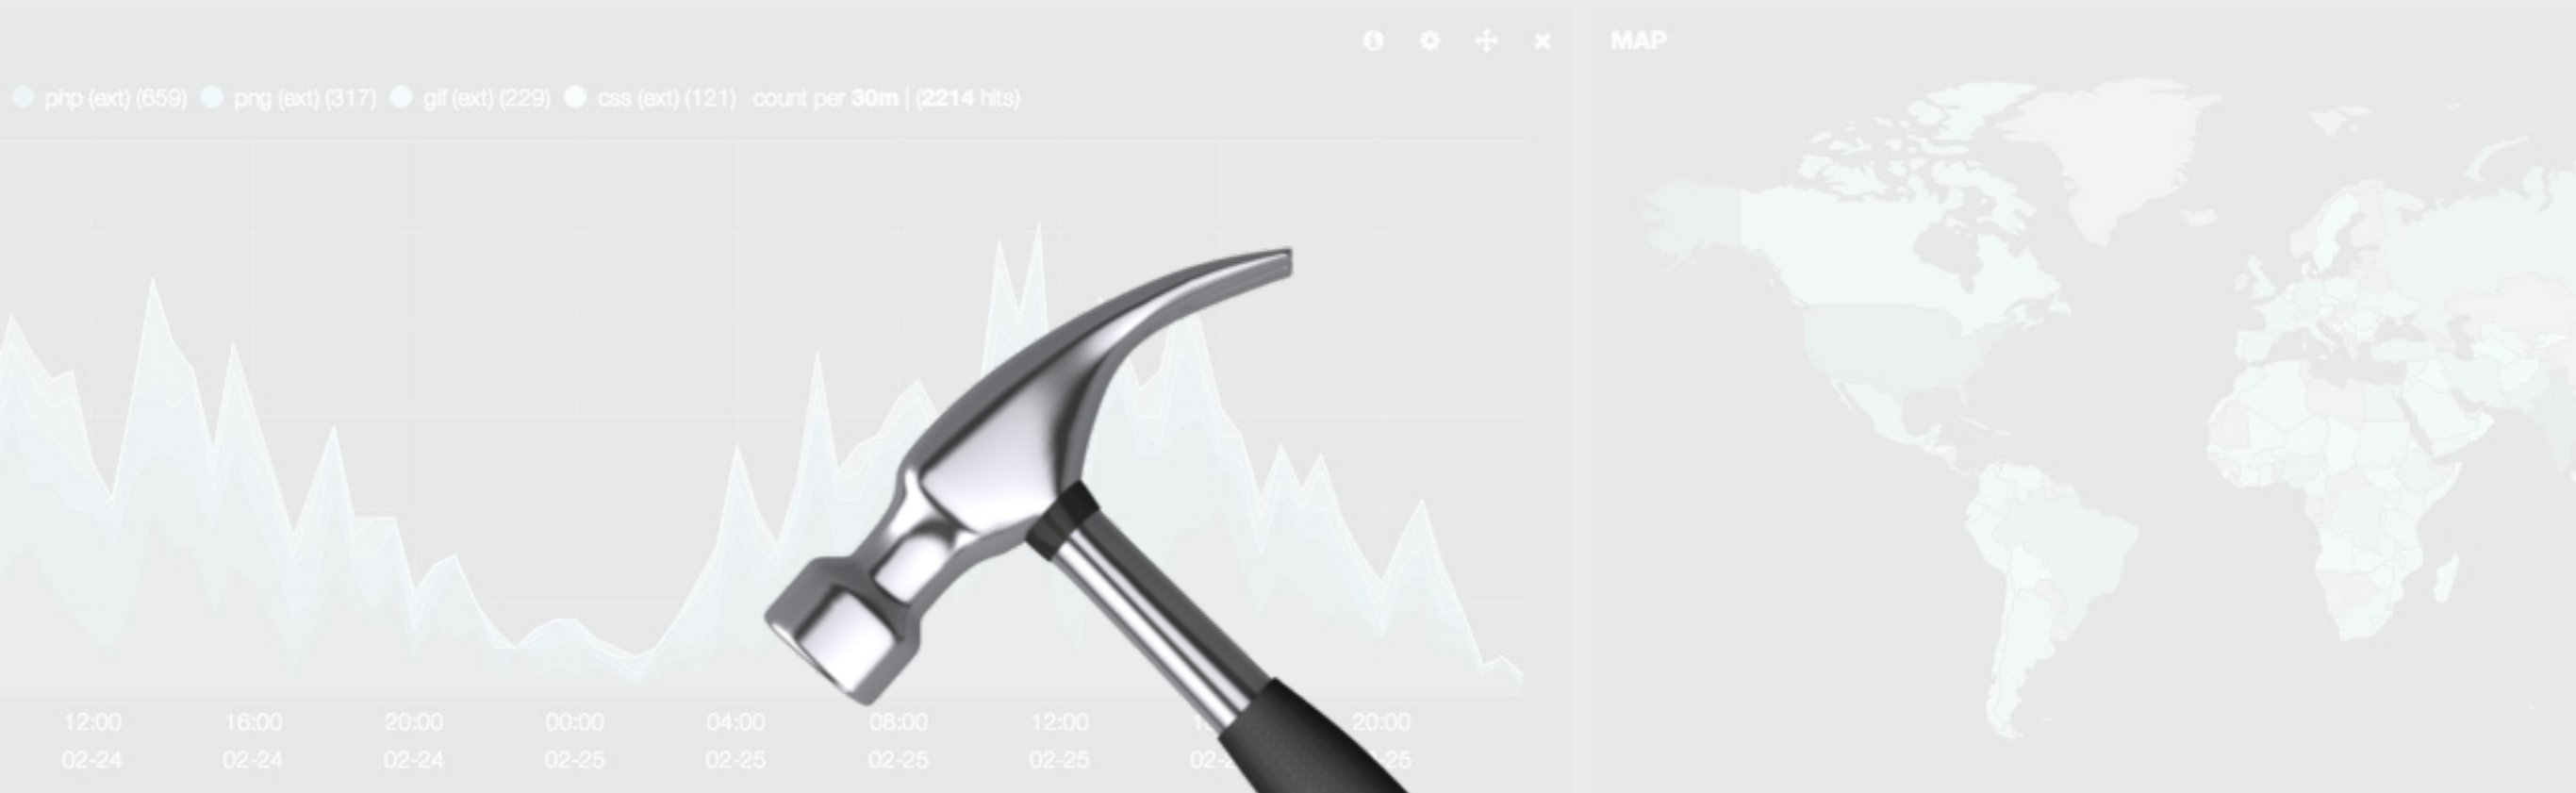 MAP
php (ext) (659) png (ext) (317) gif (ext) (229) css (ext) (121) count per 30m | (2214 hits)
12:00 16:00 20:00 00:00 04:00 08:00 12:00 20:00
02-24 02-24 02-24 02-25 02-25 02-25 02-25